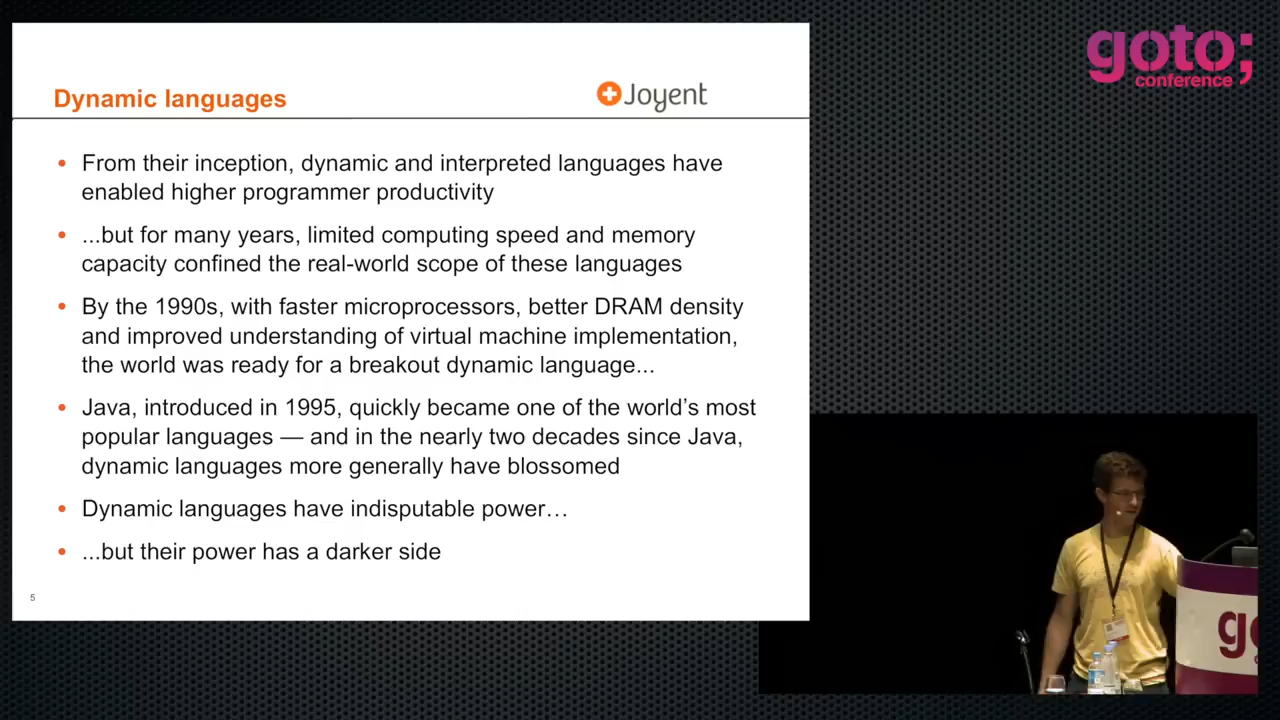 goto;
conference
Dynamic languages
Joyent
• From their inception, dynamic and interpreted languages have
enabled higher programmer productivity
• ...but for many years, limited computing speed and memory
capacity confined the real-world scope of these languages
• By the 1990s, with faster microprocessors, better DRAM density
and improved understanding of virtual machine implementation,
the world was ready for a breakout dynamic language...
• Java, introduced in 1995, quickly became one of the world's most
popular languages — and in the nearly two decades since Java,
dynamic languages more generally have blossomed
• Dynamic languages have indisputable power…
• ...but their power has a darker side
5
go